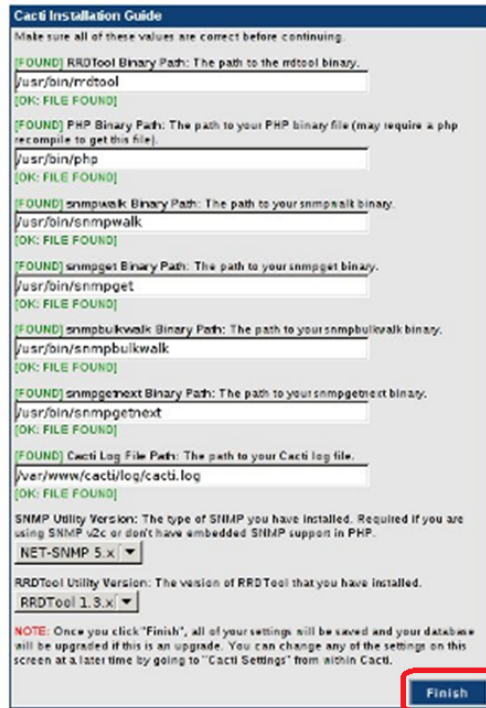 Cacti Installation Guide
Make sure all of these values are correct before continuing.
[FOUND] RRDTool Binary Path: The path to the rrdtool binary.
/usr/bin/rrdtool
[OK: FILE FOUND]
[FOUND] PHP Binary Path: The path to your PHP binary file (may require a php
recompile to get this file).
/usr/bin/php
[OK: FILE FOUND]
[FOUND] snmpwalk Binary Path: The path to your snmpwalk binary.
/usr/bin/snmpwalk
[OK: FILE FOUND]
[FOUND] snmpget Binary Path: The path to your snmpget binary.
/usr/bin/snmpget
[OK: FILE FOUND]
[FOUND] snmpbulkwalk Binary Path: The path to your snmpbulkwalk binary.
/usr/bin/snmpbulkwalk
[OK: FILE FOUND]
[FOUND] snmpgetnext Binary Path: The path to your snmpgetnext binary.
/usr/bin/snmpgetnext
[OK: FILE FOUND]
[FOUND] Cacti Log File Path: The path to your Cacti log file.
/var/www/cacti/log/cacti.log
[OK: FILE FOUND]
SNMP Utility Version: The type of SNMP you have installed. Required if you are
using SNMP v2c or don't have embedded SNMP support in PHP.
NET-SNMP 5.x
RRDTool Utility Version: The version of RRDTool that you have installed.
RRDTool 1.3.x
NOTE: Once you click "Finish", all of your settings will be saved and your database
will be upgraded if this is an upgrade. You can change any of the settings on this
screen at a later time by going to "Cacti Settings" from within Cacti.
Finish